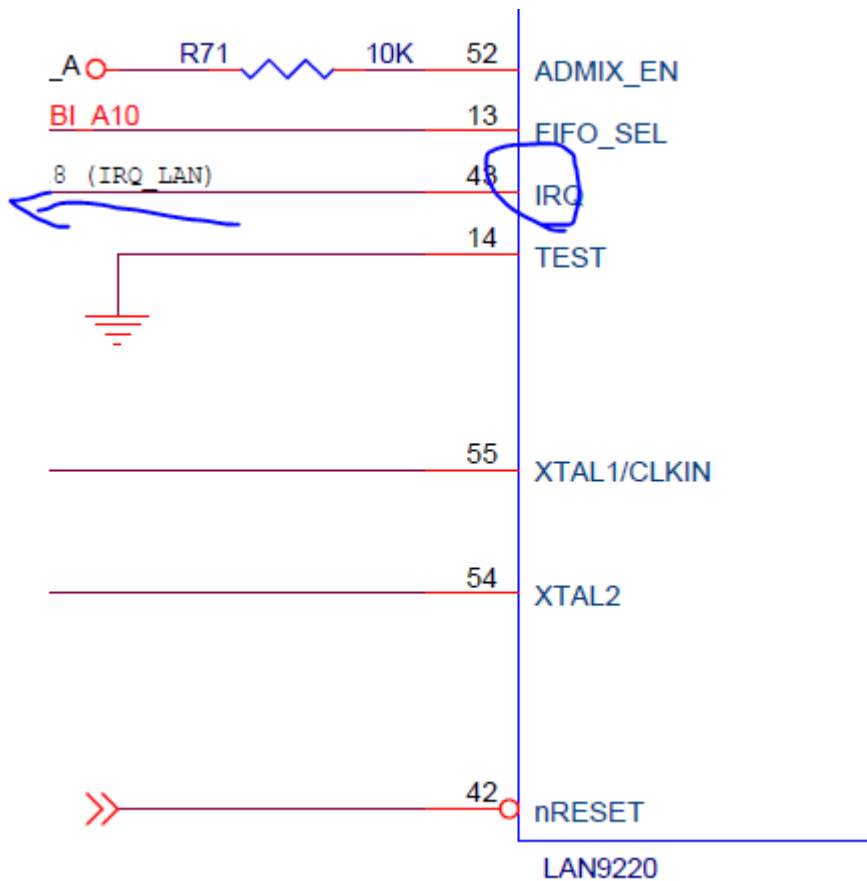 _A R71 10K 52 ADMIX_EN
BI_A10 13 FIFO_SEL
8 (IRQ_LAN) 43 IRQ
14 TEST
55 XTAL1/CLKIN
54 XTAL2
42 nRESET
LAN9220